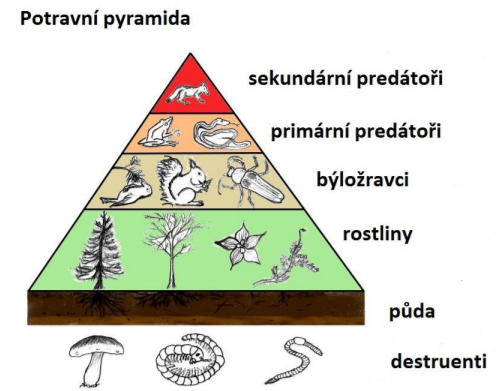 Potravní pyramida
sekundární predátoři
primární predátoři
býložravci
rostliny
půda
destruenti